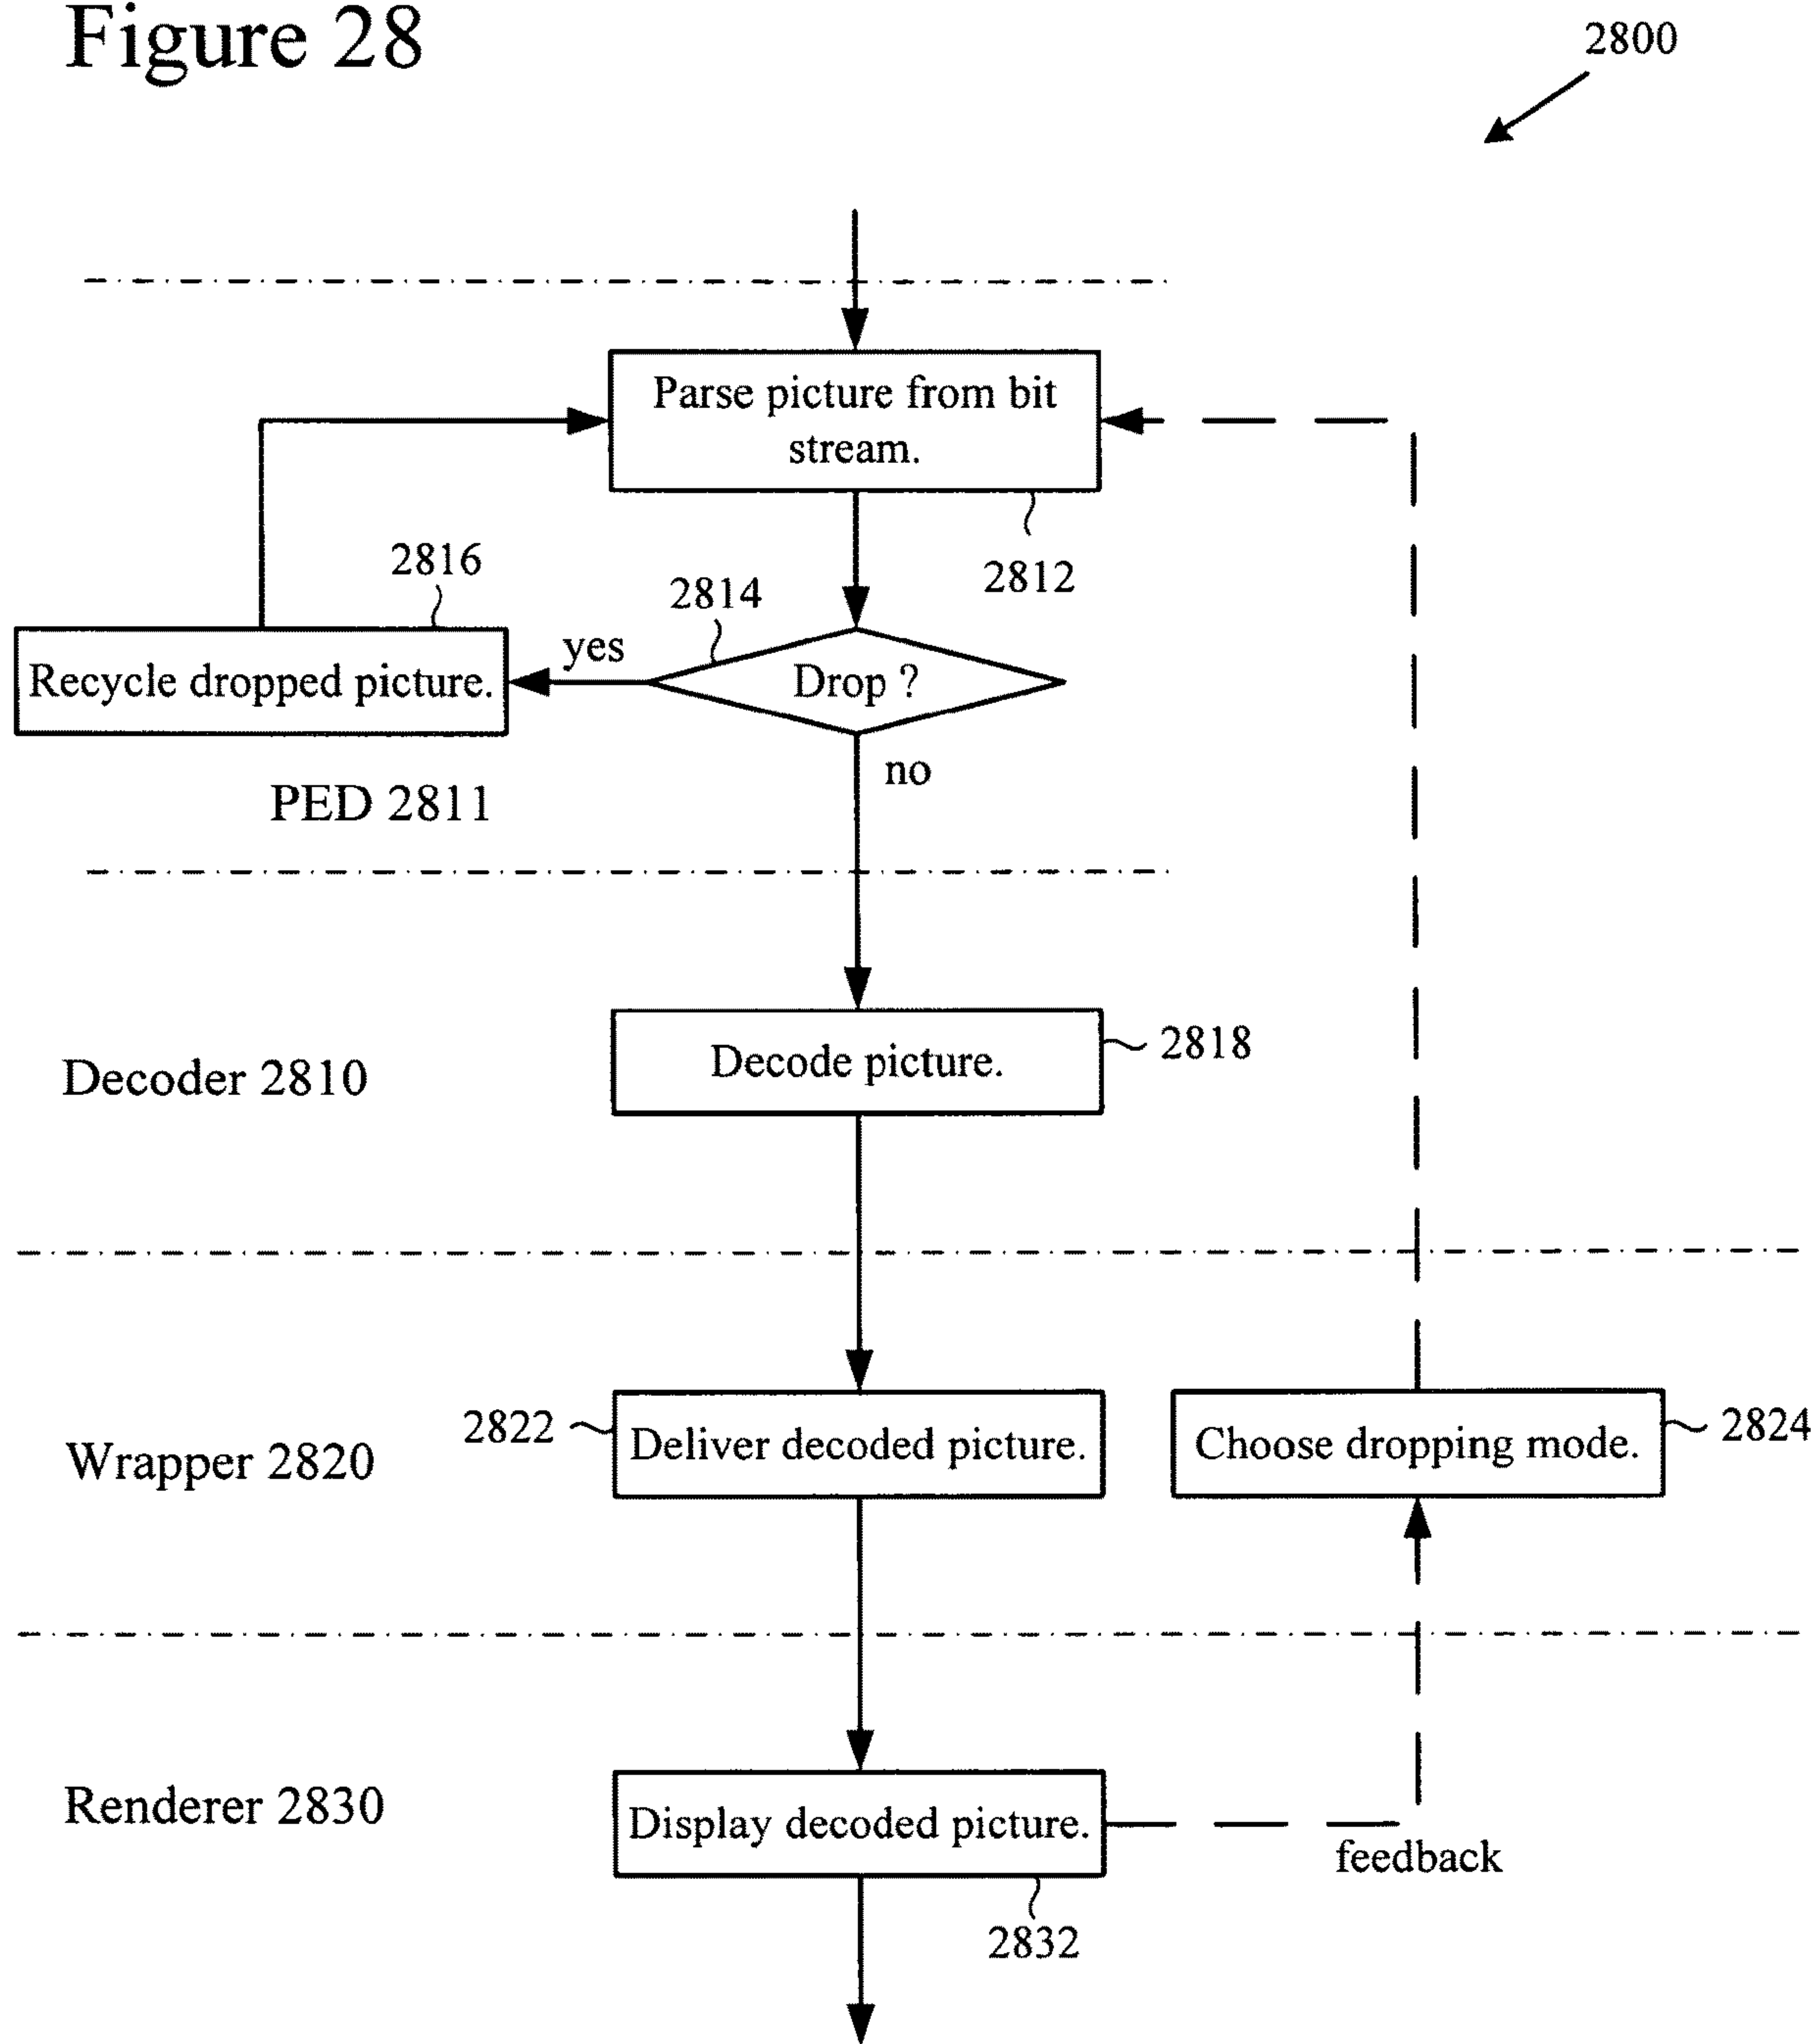 Figure 28
2800
Parse picture from bit
stream.
2812
2816
2814
Recycle dropped picture.
yes
Drop ?
no
PED 2811
Decode picture.
2818
Decoder 2810
2822
Deliver decoded picture.
Choose dropping mode.
2824
Wrapper 2820
Renderer 2830
Display decoded picture.
feedback
2832